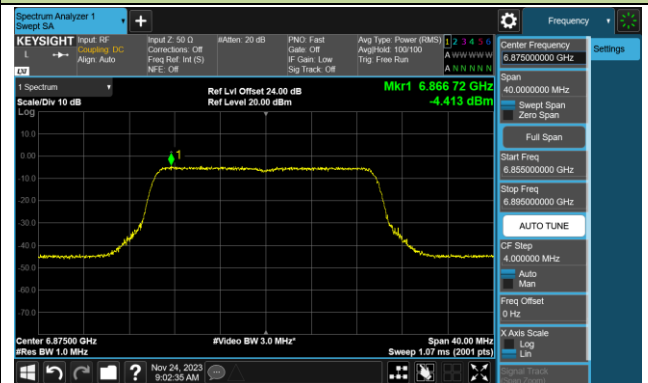 Spectrum Analyzer 1
Swept SA
Frequency
KEYSIGHT
Input: RF
Coupling: DC
Align: Auto
Input Z: 50 Ω
Corrections: Off
Freq Ref: Int (S)
NFE: Off
#Atten: 20 dB
PNO: Fast
Gate: Off
IF Gain: Low
Sig Track: Off
Avg Type: Power (RMS)
Avg|Hold: 100/100
Trig: Free Run
1 2 3 4 5 6
A W W W W W
A N N N N N
L
LXI
1 Spectrum
Scale/Div 10 dB
Ref Lvl Offset 24.00 dB
Ref Level 20.00 dBm
Mkr1 6.866 72 GHz
-4.413 dBm
Log
10.0
0.00
-10.0
-20.0
-30.0
-40.0
-50.0
-60.0
-70.0
1
Center 6.87500 GHz
#Res BW 1.0 MHz
#Video BW 3.0 MHz*
Span 40.00 MHz
Sweep 1.07 ms (2001 pts)
Nov 24, 2023
9:02:35 AM
Center Frequency
6.875000000 GHz
Settings
Span
40.0000000 MHz
Swept Span
Zero Span
Full Span
Start Freq
6.855000000 GHz
Stop Freq
6.895000000 GHz
AUTO TUNE
CF Step
4.000000 MHz
Auto
Man
Freq Offset
0 Hz
X Axis Scale
Log
Lin
Signal Track
(Span Zoom)